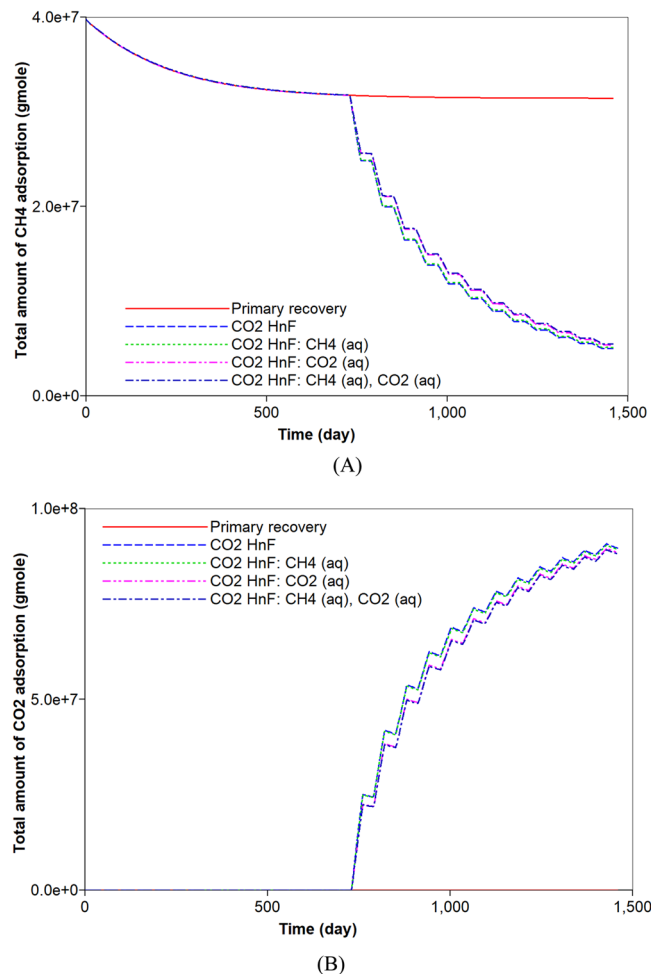 4.0e+7
2.0e+7
0.0e+0
Total amount of CH4 adsorption (gmole)
Primary recovery
CO2 HnF
CO2 HnF: CH4 (aq)
CO2 HnF: CO2 (aq)
CO2 HnF: CH4 (aq), CO2 (aq)
0
500
1,000
1,500
Time (day)
(A)
1.0e+8
5.0e+7
0.0e+0
Total amount of CO2 adsorption (gmole)
Primary recovery
CO2 HnF
CO2 HnF: CH4 (aq)
CO2 HnF: CO2 (aq)
CO2 HnF: CH4 (aq), CO2 (aq)
0
500
1,000
1,500
Time (day)
(B)